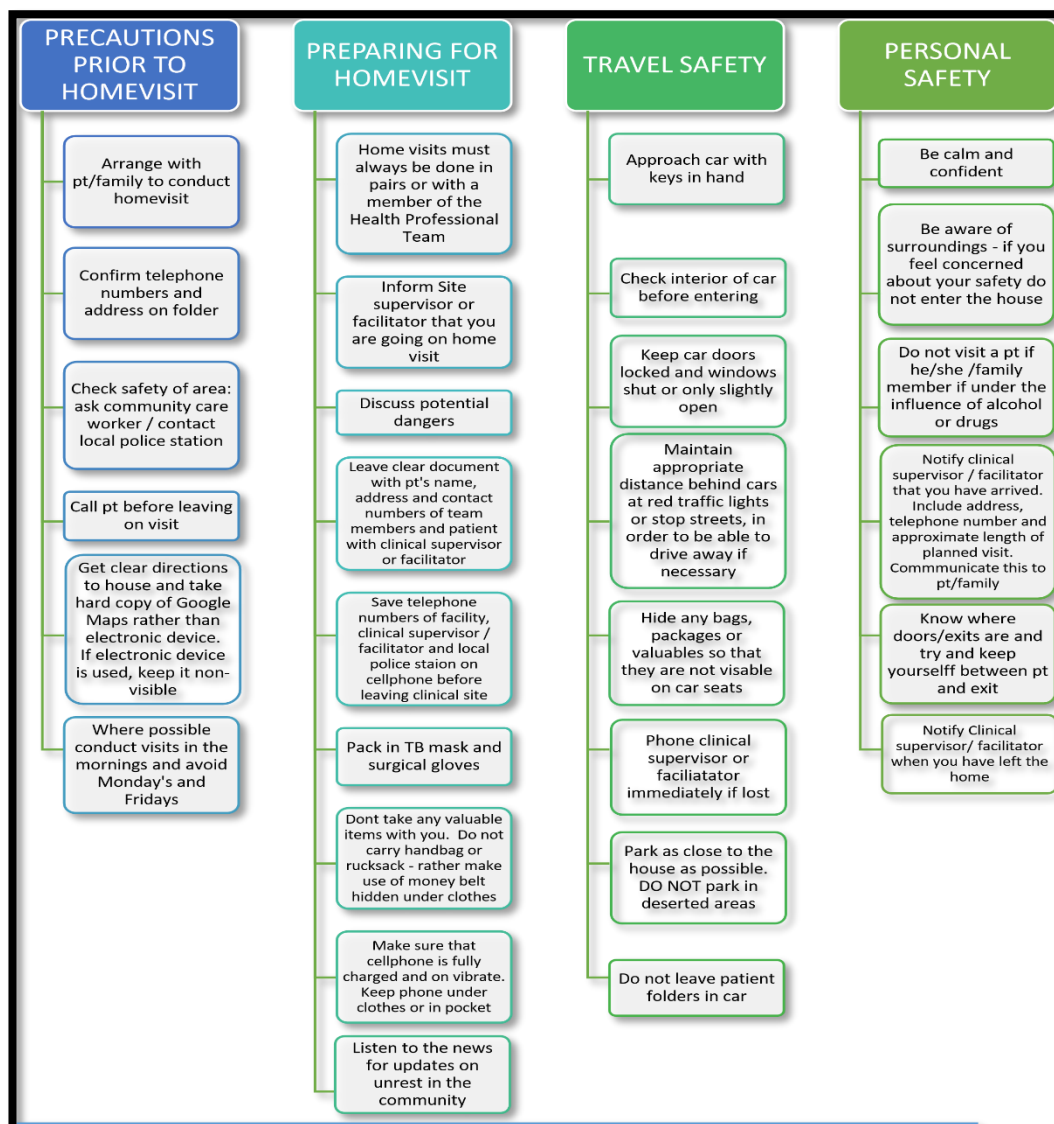 PRECAUTIONS
PRIOR TO
HOMEVISIT
Arrange with
pt/family to conduct
homevisit
Confirm telephone
numbers and
address on folder
Check safety of area:
ask community care
worker / contact
local police station
Call pt before leaving
on visit
Get clear directions
to house and take
hard copy of Google
Maps rather than
electronic device.
If electronic device
is used, keep it non-
visible
Where possible
conduct visits in the
mornings and avoid
Monday's and
Fridays
PREPARING FOR
HOMEVISIT
Home visits must
always be done in
pairs or with a
member of the
Health Professional
Team
Inform Site
supervisor or
facilitator that you
are going on home
visit
Discuss potential
dangers
Leave clear document
with pt's name,
address and contact
numbers of team
members and patient
with clinical supervisor
or facilitator
Save telephone
numbers of facility,
clinical supervisor /
facilitator and local
police staion on
cellphone before
leaving clinical site
Pack in TB mask and
surgical gloves
Dont take any valuable
items with you. Do not
carry handbag or
rucksack - rather make
use of money belt
hidden under clothes
Make sure that
cellphone is fully
charged and on vibrate.
Keep phone under
clothes or in pocket
Listen to the news
for updates on
unrest in the
community
TRAVEL SAFETY
Approach car with
keys in hand
Check interior of car
before entering
Keep car doors
locked and windows
shut or only slightly
open
Maintain
appropriate
distance behind cars
at red traffic lights
or stop streets, in
order to be able to
drive away if
necessary
Hide any bags,
packages or
valuables so that
they are not visable
on car seats
Phone clinical
supervisor or
faciliatator
immediately if lost
Park as close to the
house as possible.
DO NOT park in
deserted areas
Do not leave patient
folders in car
PERSONAL
SAFETY
Be calm and
confident
Be aware of
surroundings - if you
feel concerned
about your safety do
not enter the house
Do not visit a pt if
he/she /family
member if under the
influence of alcohol
or drugs
Notify clinical
supervisor / facilitator
that you have arrived.
Include address,
telephone number and
approximate length of
planned visit.
Commmunicate this to
pt/family
Know where
doors/exits are and
try and keep
yourselff between pt
and exit
Notify Clinical
supervisor/ facilitator
when you have left the
home